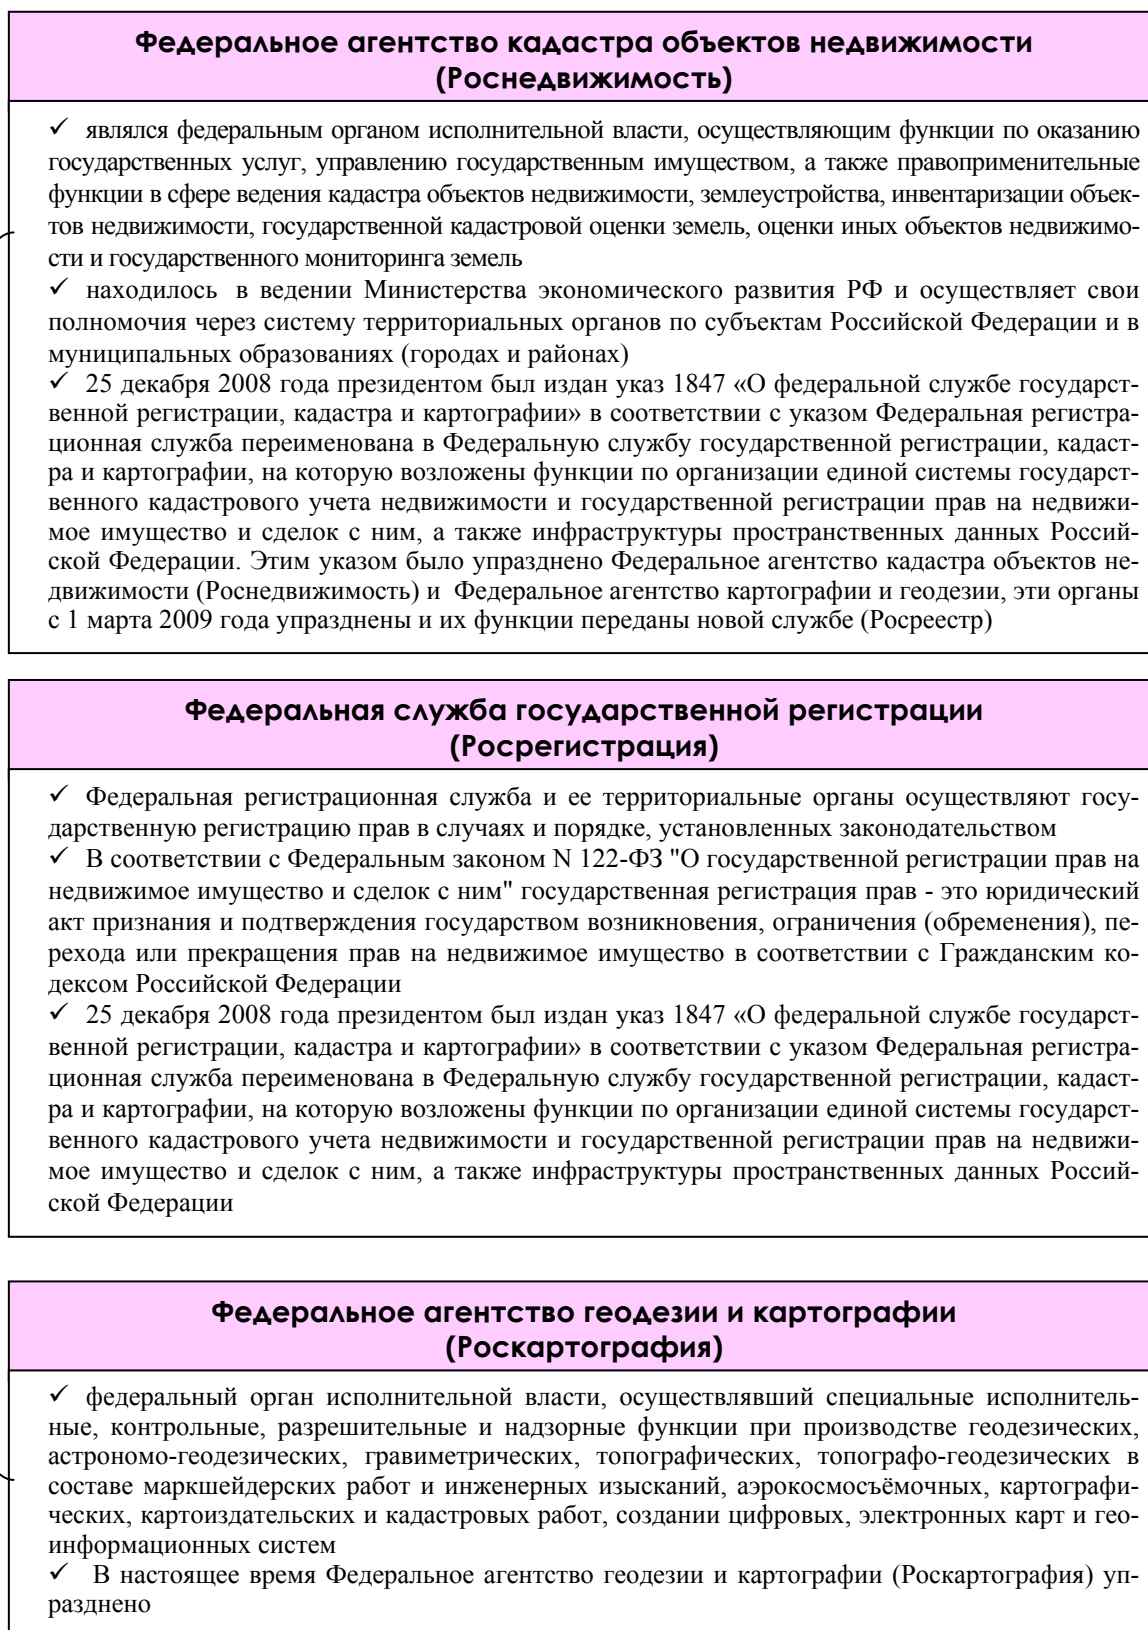 Федеральное агентство кадастра объектов недвижимости
(Роснедвижимость)
✓ являлся федеральным органом исполнительной власти, осуществляющим функции по оказанию
государственных услуг, управлению государственным имуществом, а также правоприменительные
функции в сфере ведения кадастра объектов недвижимости, землеустройства, инвентаризации объек-
тов недвижимости, государственной кадастровой оценки земель, оценки иных объектов недвижимо-
сти и государственного мониторинга земель
✓ находилось в ведении Министерства экономического развития РФ и осуществляет свои
полномочия через систему территориальных органов по субъектам Российской Федерации и в
муниципальных образованиях (городах и районах)
✓ 25 декабря 2008 года президентом был издан указ 1847 «О федеральной службе государст-
венной регистрации, кадастра и картографии» в соответствии с указом Федеральная регистра-
ционная служба переименована в Федеральную службу государственной регистрации, кадаст-
ра и картографии, на которую возложены функции по организации единой системы государст-
венного кадастрового учета недвижимости и государственной регистрации прав на недвижи-
мое имущество и сделок с ним, а также инфраструктуры пространственных данных Россий-
ской Федерации. Этим указом было упразднено Федеральное агентство кадастра объектов не-
движимости (Роснедвижимость) и Федеральное агентство картографии и геодезии, эти органы
с 1 марта 2009 года упразднены и их функции переданы новой службе (Росреестр)
Федеральная служба государственной регистрации
(Росрегистрация)
✓ Федеральная регистрационная служба и ее территориальные органы осуществляют госу-
дарственную регистрацию прав в случаях и порядке, установленных законодательством
✓ В соответствии с Федеральным законом N 122-ФЗ "О государственной регистрации прав на
недвижимое имущество и сделок с ним" государственная регистрация прав - это юридический
акт признания и подтверждения государством возникновения, ограничения (обременения), пе-
рехода или прекращения прав на недвижимое имущество в соответствии с Гражданским ко-
дексом Российской Федерации
✓ 25 декабря 2008 года президентом был издан указ 1847 «О федеральной службе государст-
венной регистрации, кадастра и картографии» в соответствии с указом Федеральная регистра-
ционная служба переименована в Федеральную службу государственной регистрации, кадаст-
ра и картографии, на которую возложены функции по организации единой системы государст-
венного кадастрового учета недвижимости и государственной регистрации прав на недвижи-
мое имущество и сделок с ним, а также инфраструктуры пространственных данных Россий-
ской Федерации
Федеральное агентство геодезии и картографии
(Роскартография)
✓ федеральный орган исполнительной власти, осуществлявший специальные исполнитель-
ные, контрольные, разрешительные и надзорные функции при производстве геодезических,
астрономо-геодезических, гравиметрических, топографических, топографо-геодезических в
составе маркшейдерских работ и инженерных изысканий, аэрокосмосъёмочных, картографи-
ческих, картоиздательских и кадастровых работ, создании цифровых, электронных карт и гео-
информационных систем
✓ В настоящее время Федеральное агентство геодезии и картографии (Роскартография) уп-
разднено